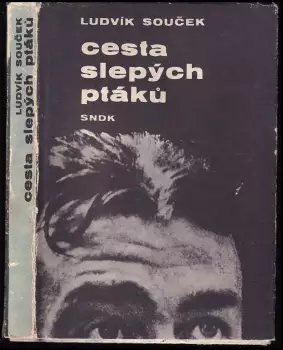 LUDVÍK SOUČEK
cesta slepých ptáků
LUDVÍK SOUČEK
cesta
slepých
ptáků
SNDK